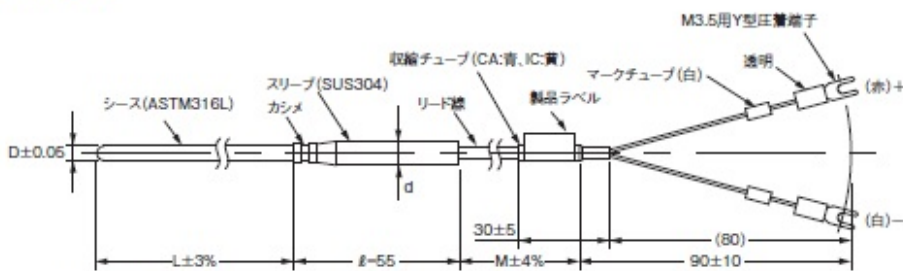 M3.5用Y型圧着端子
収縮チューブ(CA:青、IC:黄)
透明
マークチューブ(白)
(赤)+
スリーブ(SUS304)
シース(ASTM316L)
カシメ
リード線
製品ラベル
D±0.05
d
(白)−
30±5
(80)
L±3%
ℓ=55
M±4%
90±10